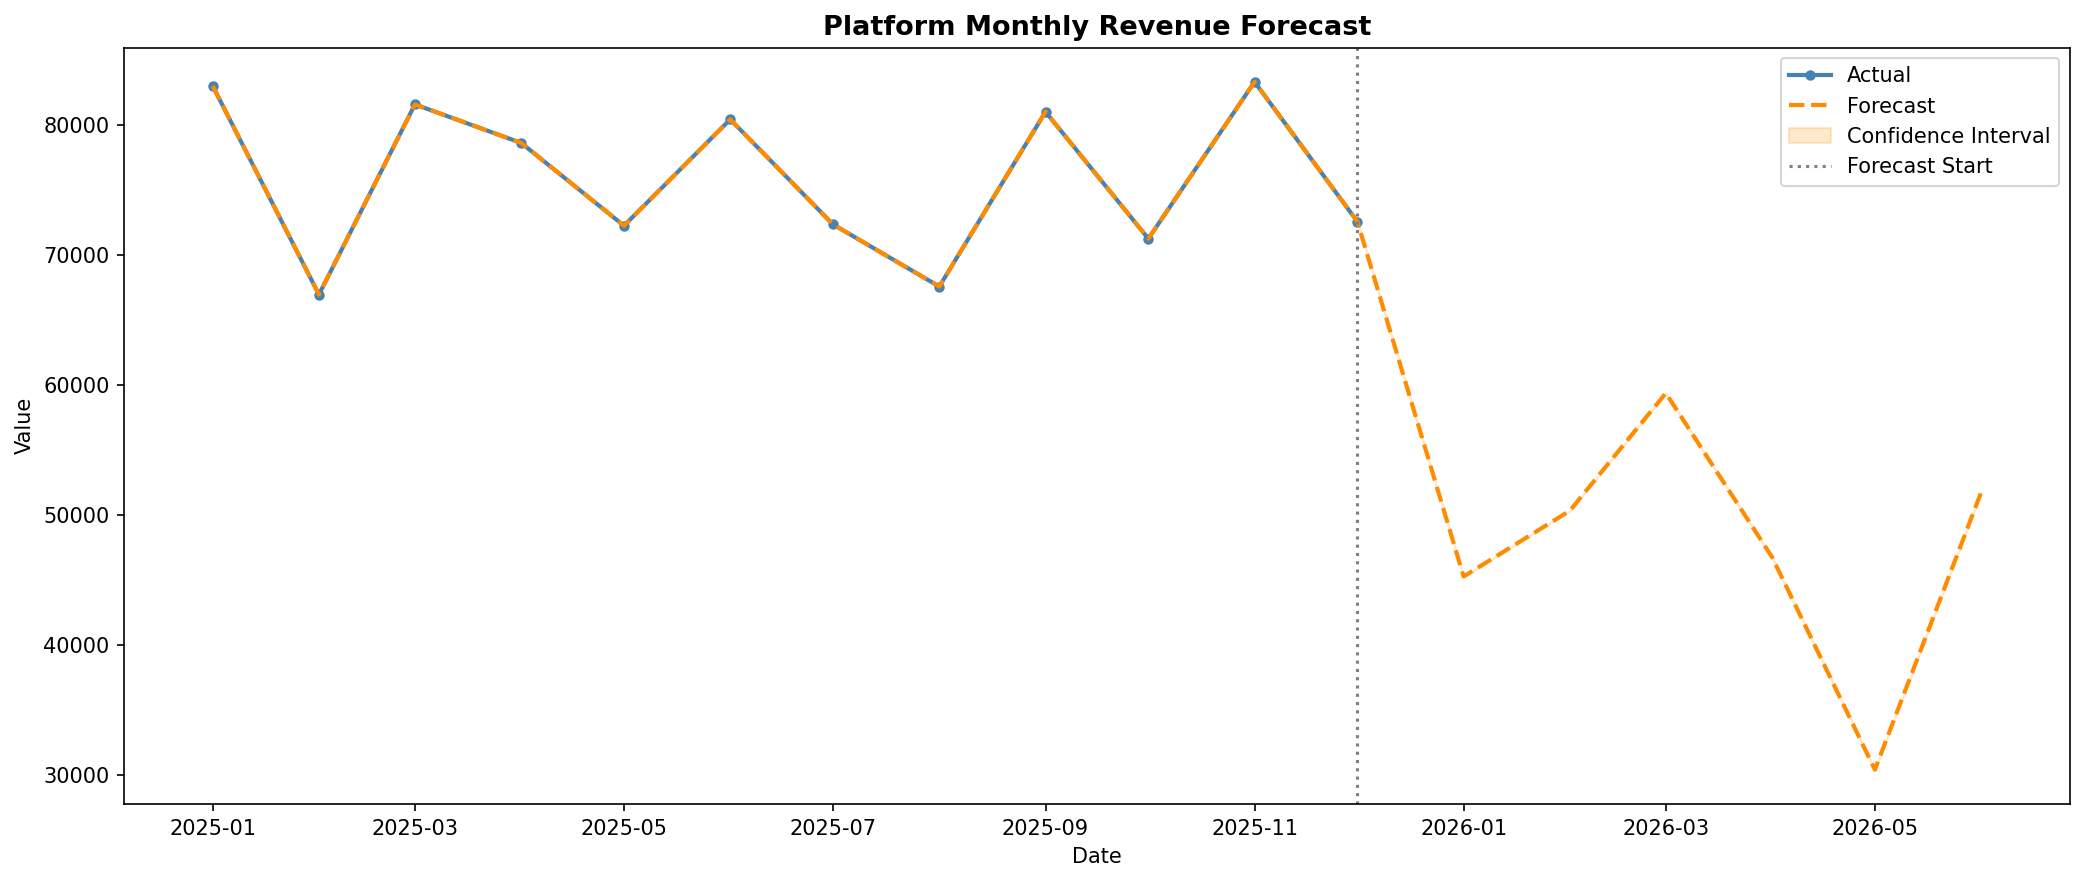 Platform Monthly Revenue Forecast
Actual
Forecast
Confidence Interval
Forecast Start
80000
70000
60000
50000
40000
30000
Value
2025-01
2025-03
2025-05
2025-07
2025-09
2025-11
2026-01
2026-03
2026-05
Date